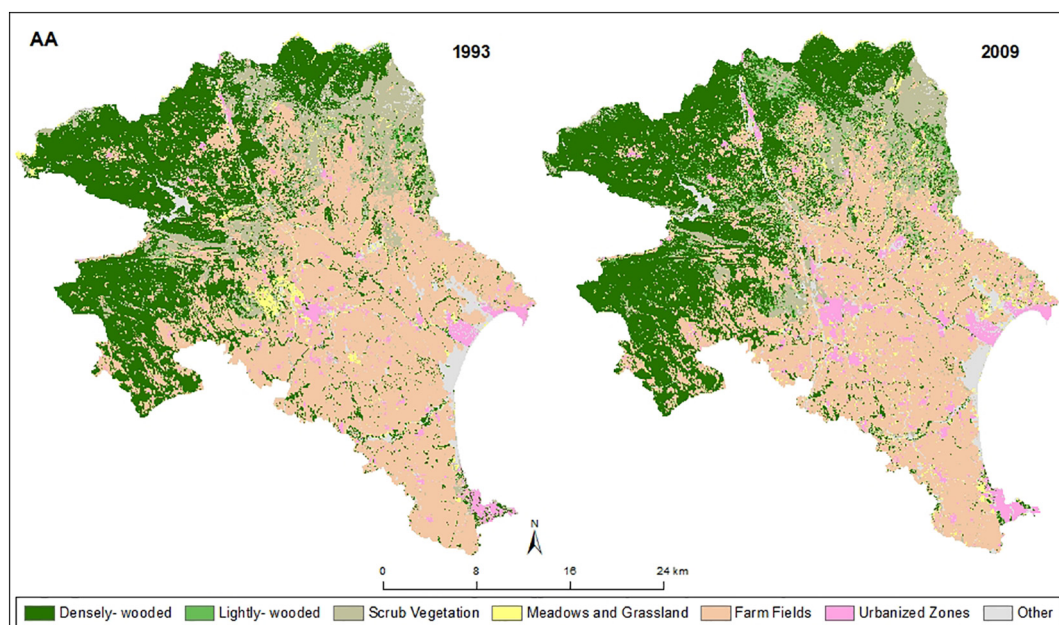 AA
1993
2009
N
0 8 16 24 km
Densely- wooded Lightly- wooded Scrub Vegetation Meadows and Grassland Farm Fields Urbanized Zones Other